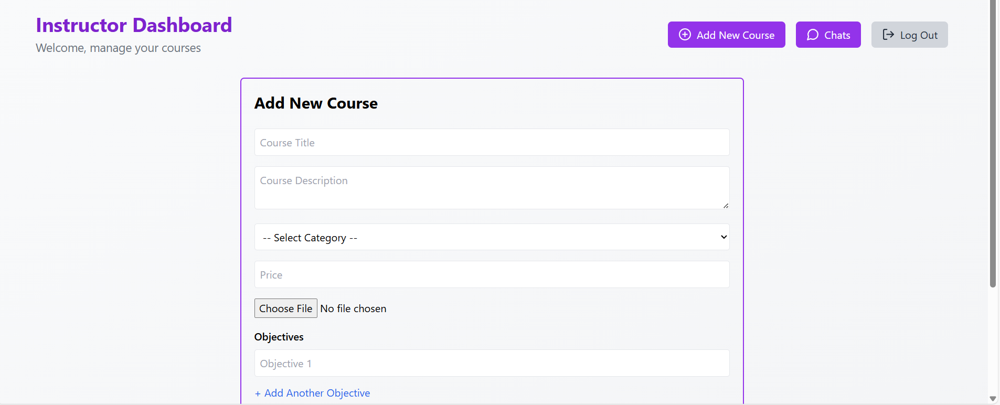 Instructor Dashboard
Welcome, manage your courses
Add New Course
Chats
Log Out
Add New Course
Course Title
Course Description
-- Select Category --
Price
Choose File No file chosen
Objectives
Objective 1
+ Add Another Objective